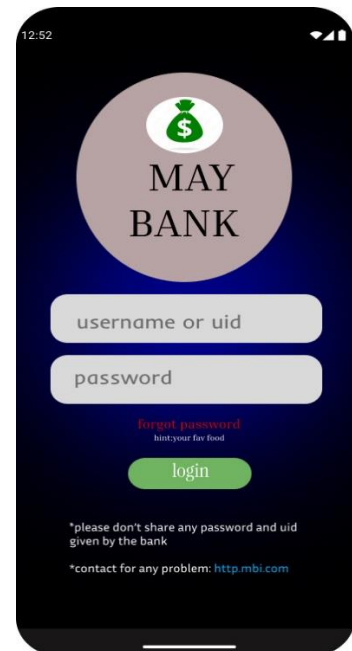 12:52
$
MAY
BANK
username or uid
password
forgot password
hint;your fav food
login
*please don't share any password and uid
given by the bank
*contact for any problem: http.mbi.com